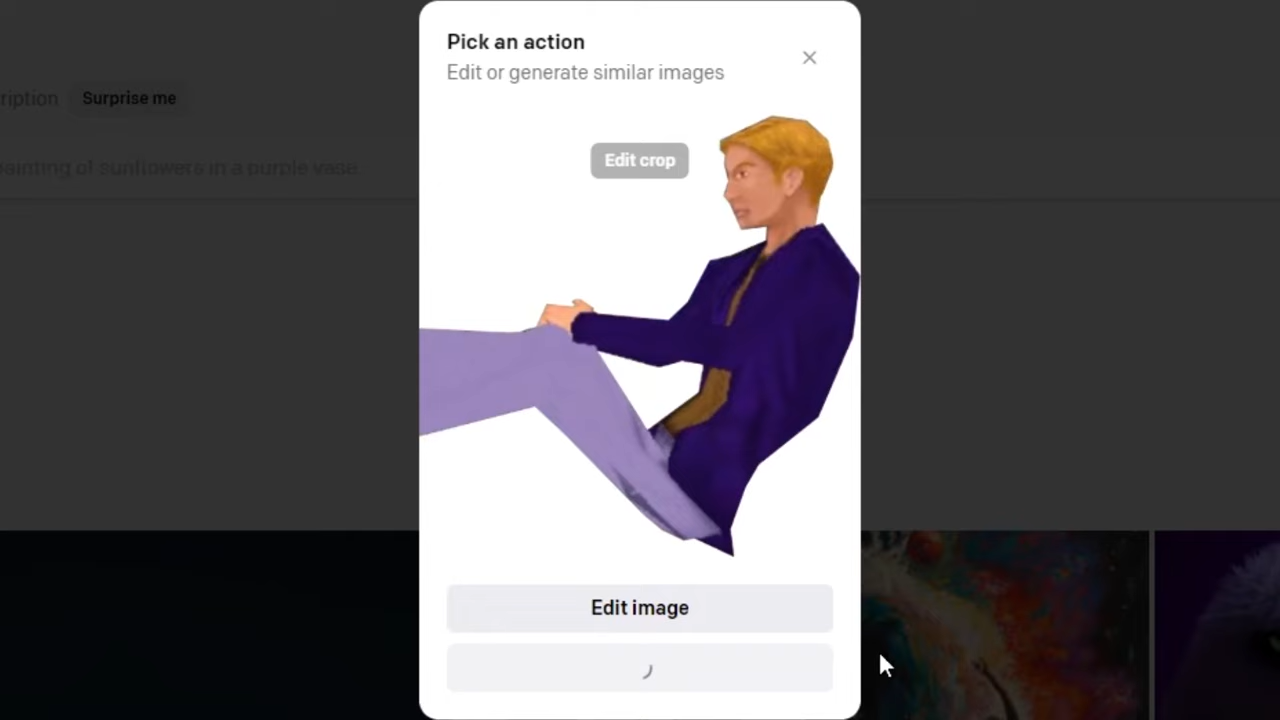 Pick an action
Edit or generate similar images
ription Surprise me
Edit crop
painting of sunflowers in a purple vase
Edit image